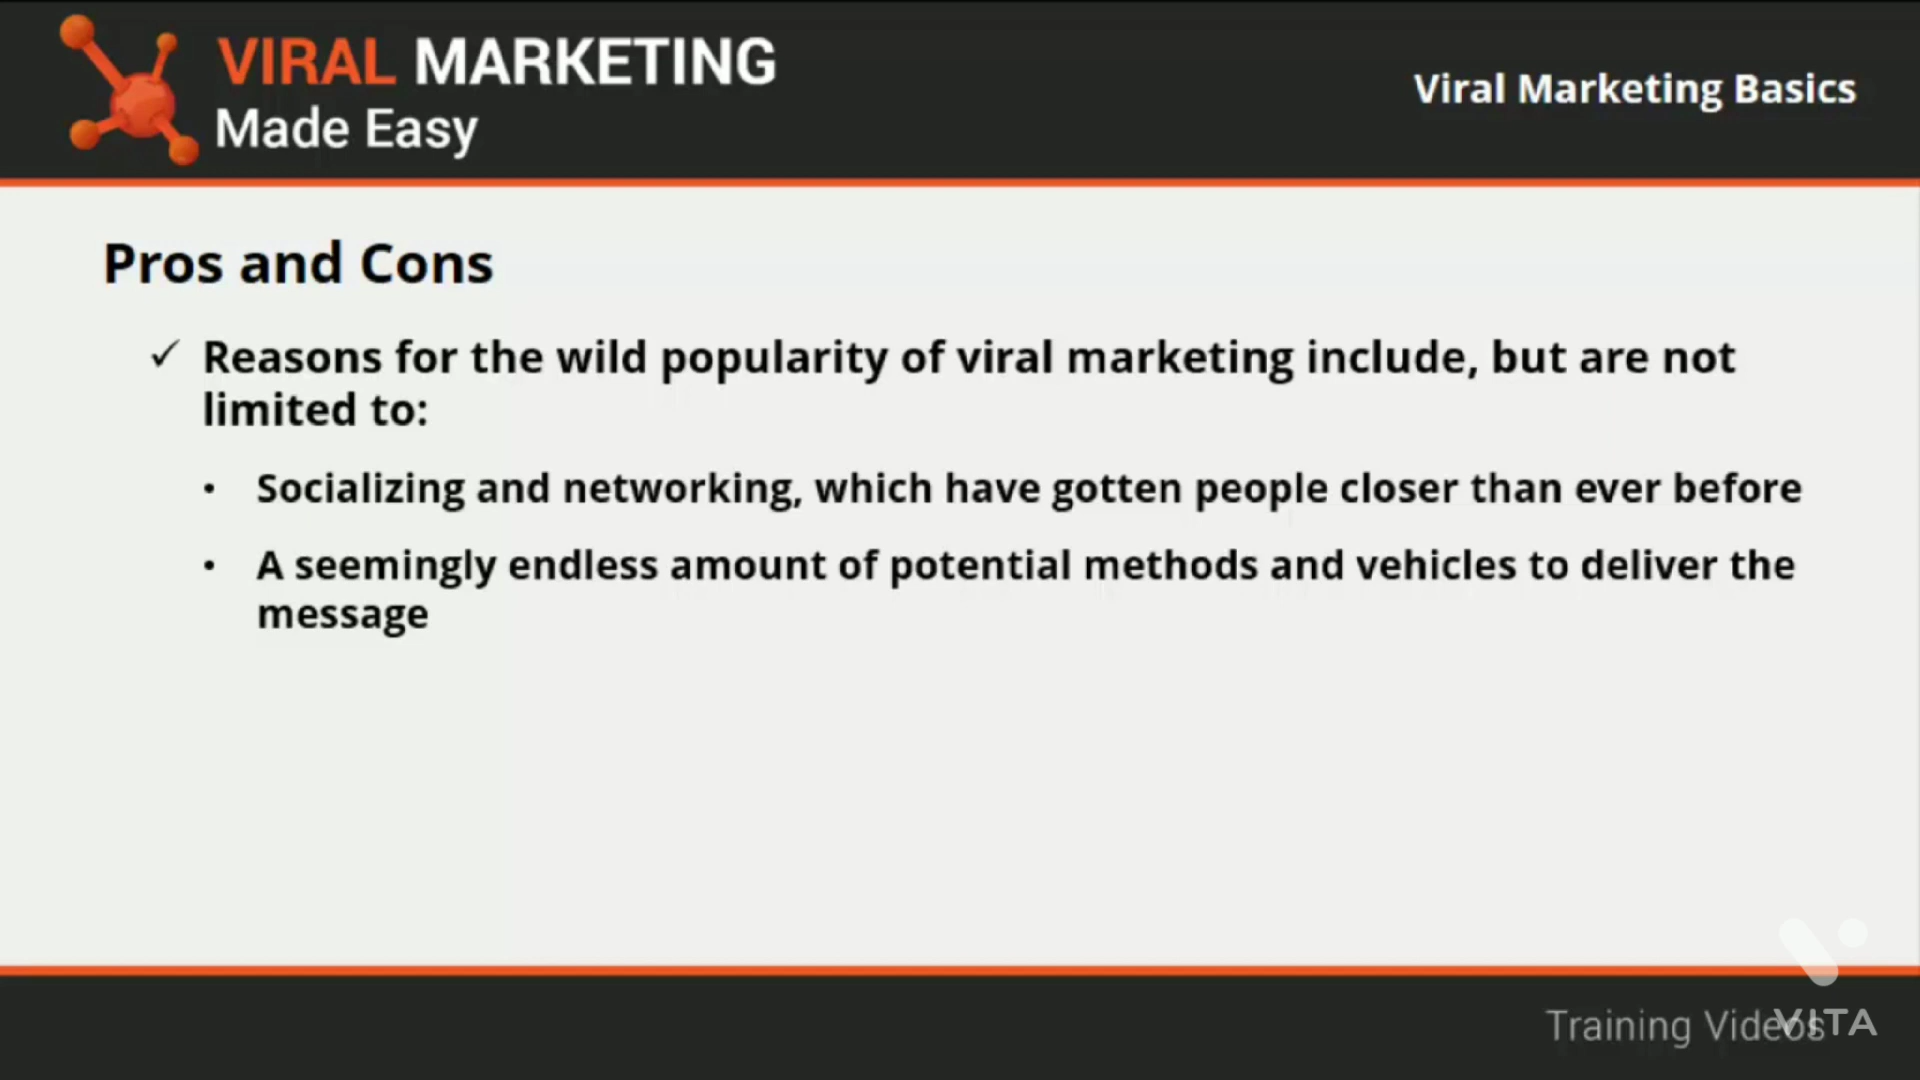 VIRAL MARKETING
Made Easy
Viral Marketing Basics
Pros and Cons
✓ Reasons for the wild popularity of viral marketing include, but are not
limited to:
• Socializing and networking, which have gotten people closer than ever before
• A seemingly endless amount of potential methods and vehicles to deliver the
message
Training Videos
VITA